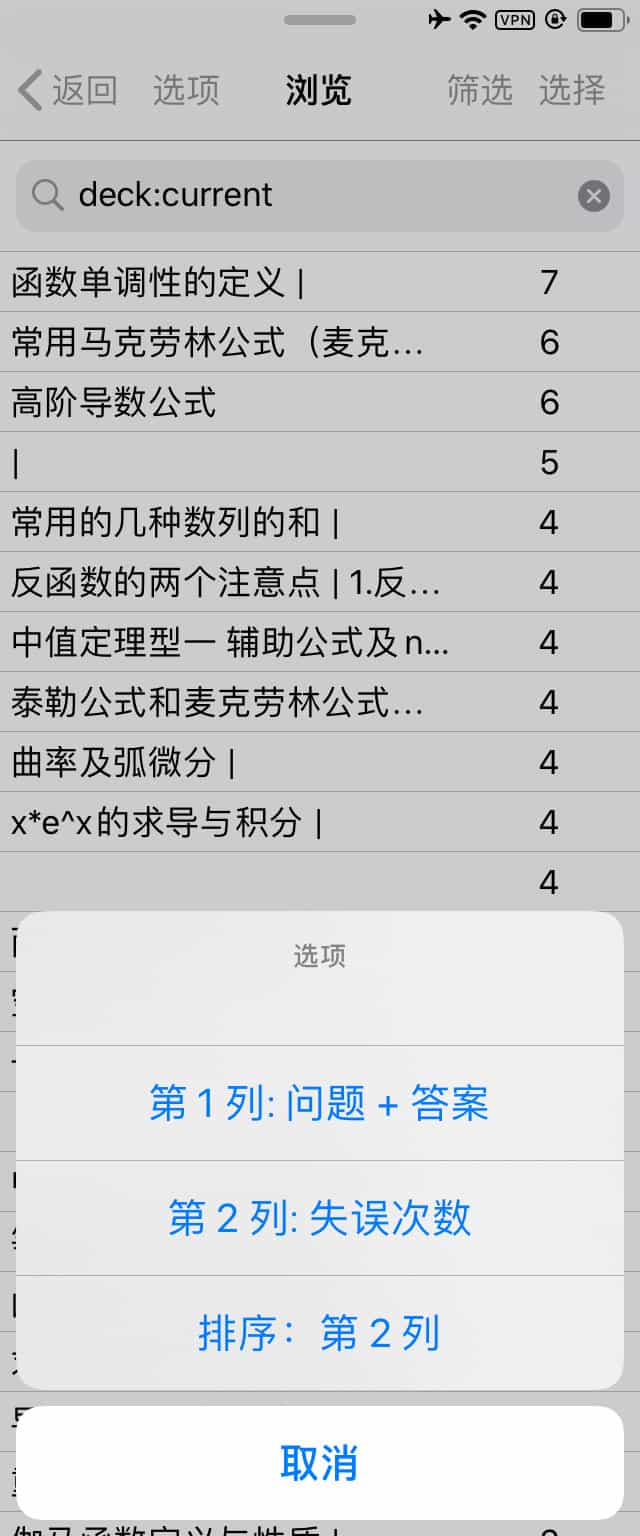 VPN
返回 选项 浏览 筛选 选择
deck:current
函数单调性的定义 | 7
常用马克劳林公式（麦克… 6
高阶导数公式 6
| 5
常用的几种数列的和 | 4
反函数的两个注意点 | 1.反… 4
中值定理型一 辅助公式及n… 4
泰勒公式和麦克劳林公式… 4
曲率及弧微分 | 4
x*e^x的求导与积分 | 4
4
选项
第 1 列: 问题 + 答案
第 2 列: 失误次数
排序：第 2 列
取消